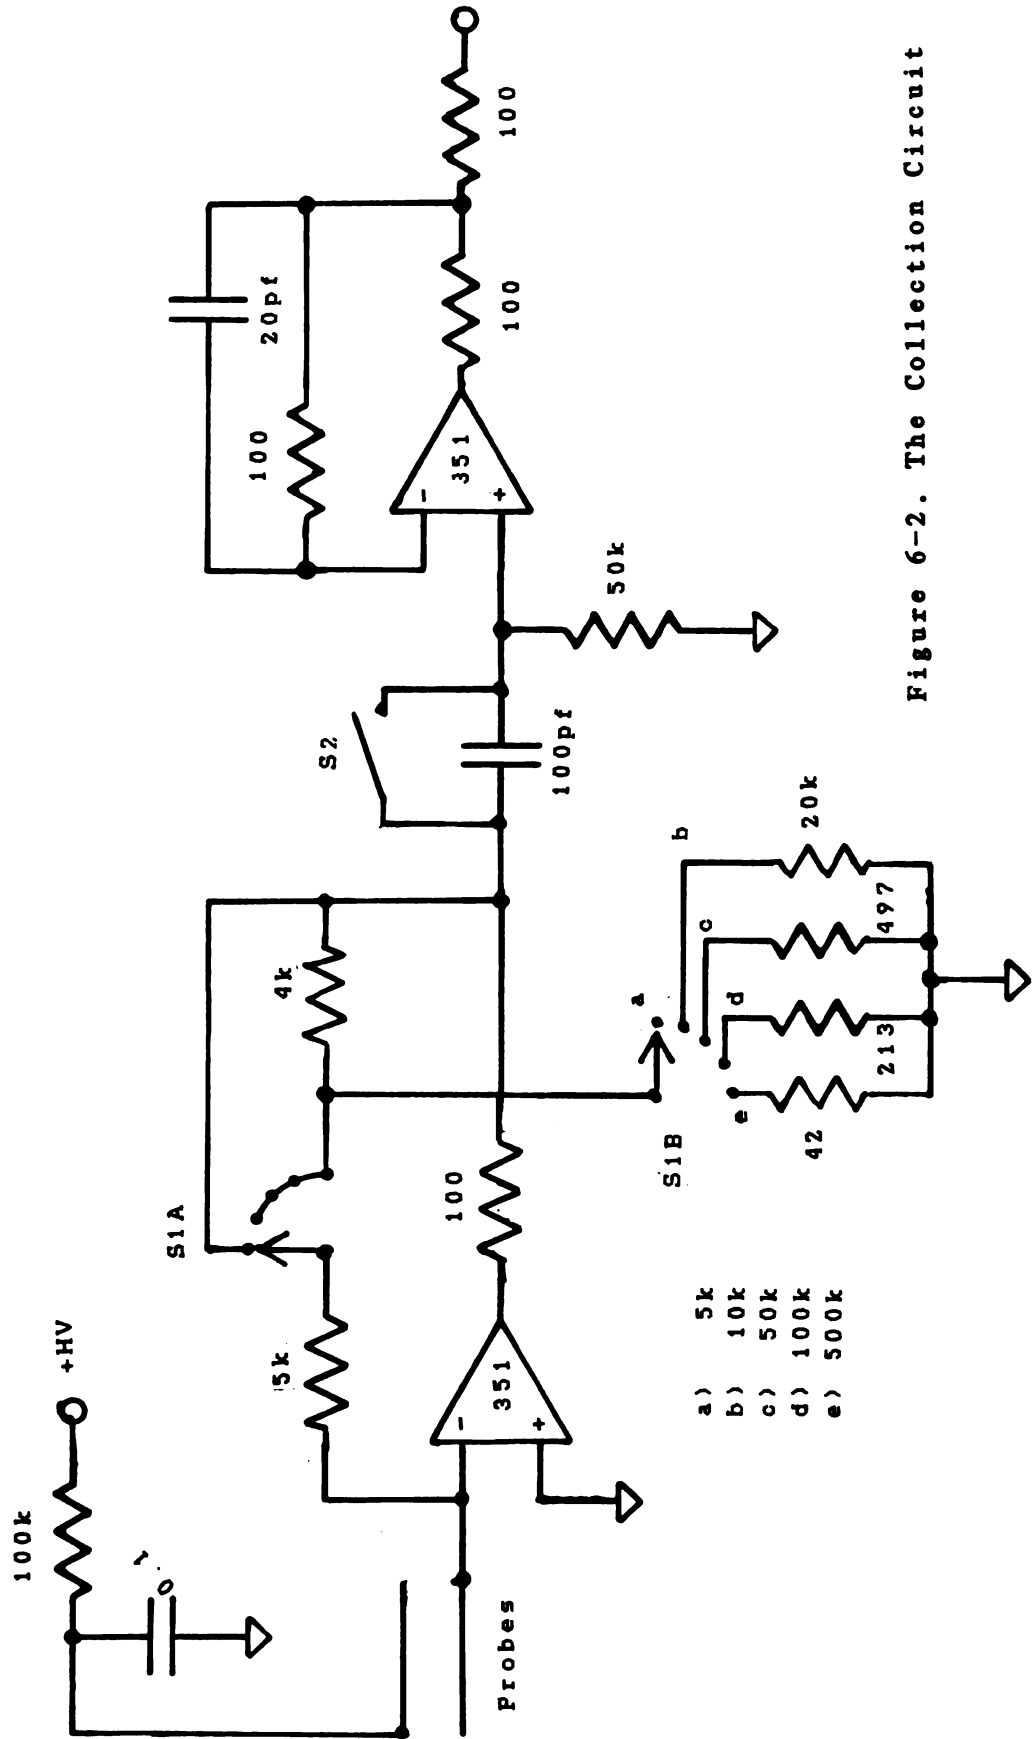 100k
+HV
.01
Probes
5k
S1A
4k
351
-
+
100
S1B
a
b
c
d
e
42
213
497
20k
S2
100pf
50k
100
20pf
351
-
+
100
100
a) 5k
b) 10k
c) 50k
d) 100k
e) 500k
Figure 6-2. The Collection Circuit